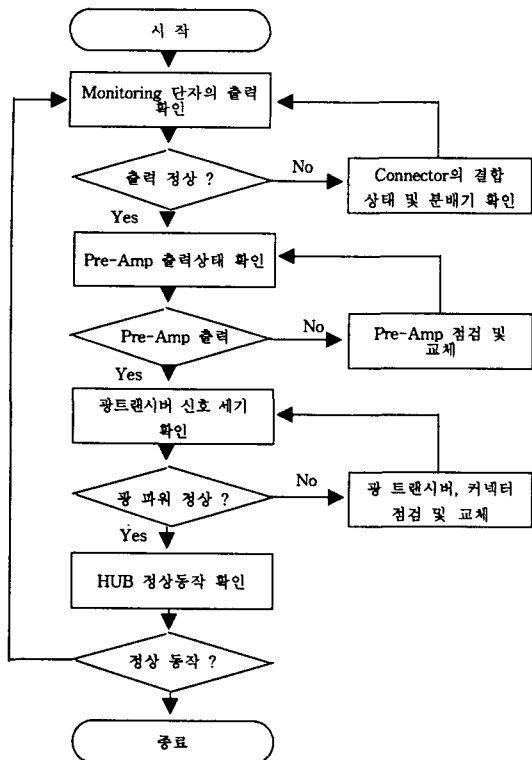 시 작
Monitoring 단자의 출력
확인
출력 정상 ?
No
Connector의 결합
상태 및 분배기 확인
Yes
Pre-Amp 출력상태 확인
Pre-Amp 출력
No
Pre-Amp 점검 및
교체
Yes
광트랜시버 신호 세기
확인
광 파워 정상 ?
No
광 트랜시버, 커넥터
점검 및 교체
Yes
HUB 정상동작 확인
정상 동작 ?
종료